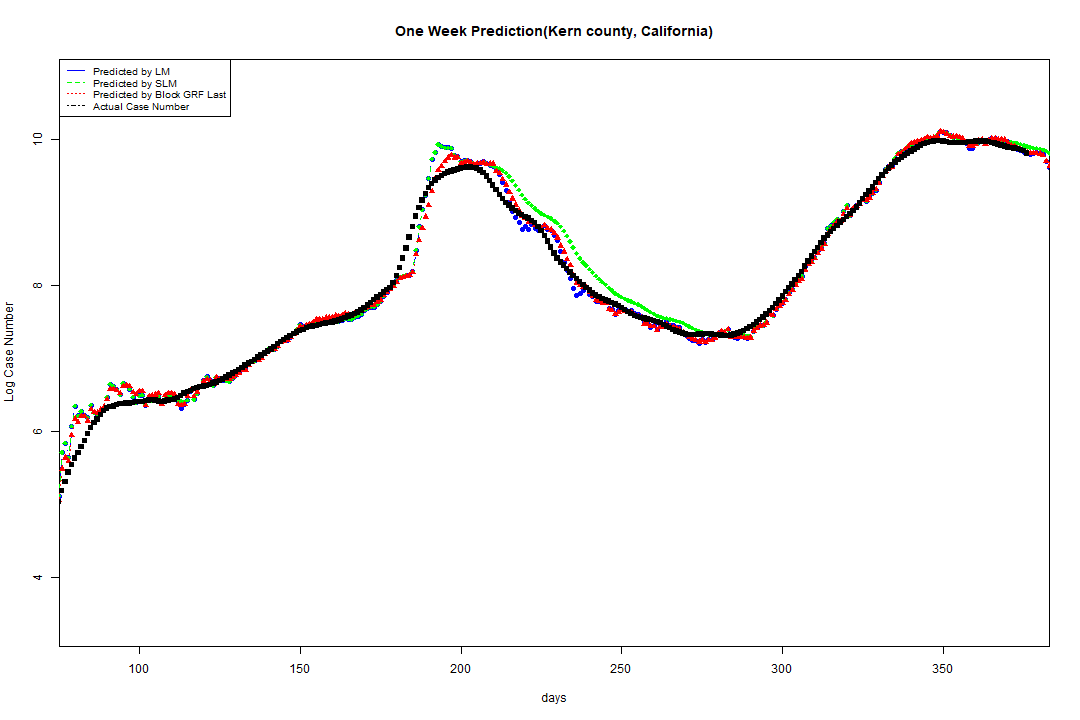 One Week Prediction(Kern county, California)
Predicted by LM
Predicted by SLM
Predicted by Block GRF Last
Actual Case Number
10
8
6
4
Log Case Number
100 150 200 250 300 350
days